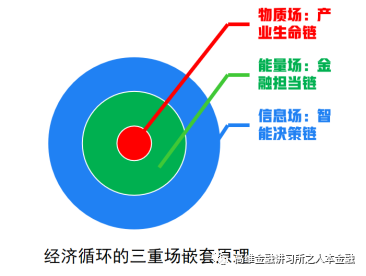 物质场：产
业生命链
能量场：金
融担当链
信息场：智
能决策链
经济循环的三重场嵌套原理
维金融讲习所之人本金融